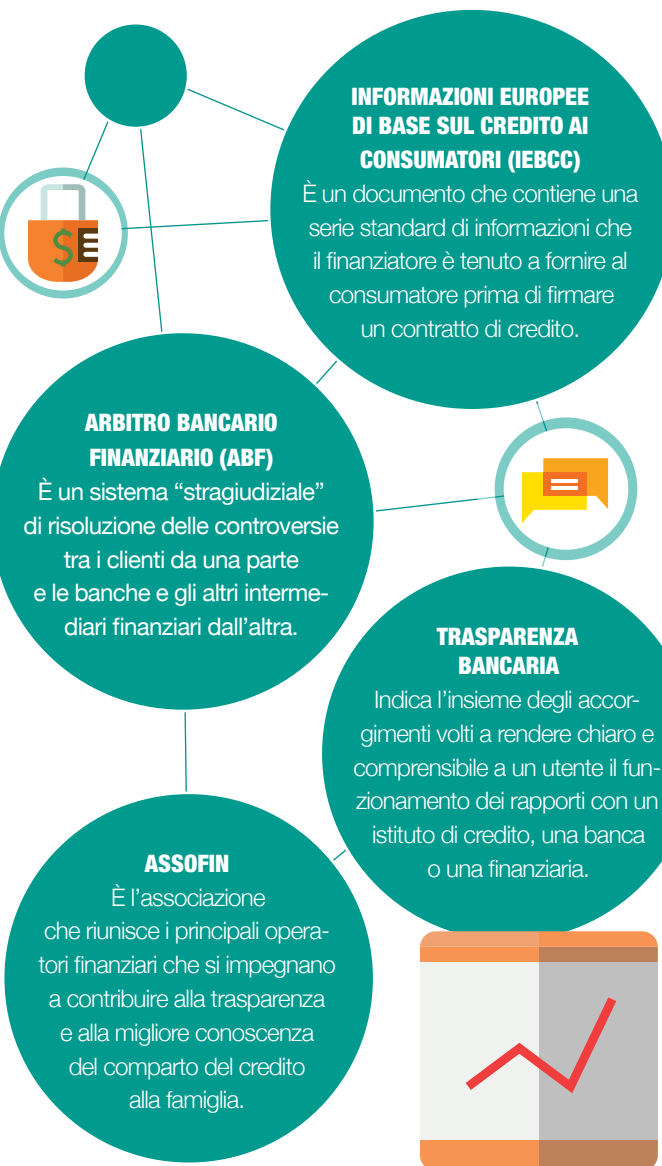 INFORMAZIONI EUROPEE
DI BASE SUL CREDITO AI
CONSUMATORI (IEBCC)
È un documento che contiene una
serie standard di informazioni che
il finanziatore è tenuto a fornire al
consumatore prima di firmare
un contratto di credito.
$
ARBITRO BANCARIO
FINANZIARIO (ABF)
È un sistema “stragiudiziale”
di risoluzione delle controversie
tra i clienti da una parte
e le banche e gli altri interme-
diari finanziari dall’altra.
TRASPARENZA
BANCARIA
Indica l’insieme degli accor-
gimenti volti a rendere chiaro e
comprensibile a un utente il fun-
zionamento dei rapporti con un
istituto di credito, una banca
o una finanziaria.
ASSOFIN
È l’associazione
che riunisce i principali opera-
tori finanziari che si impegnano
a contribuire alla trasparenza
e alla migliore conoscenza
del comparto del credito
alla famiglia.